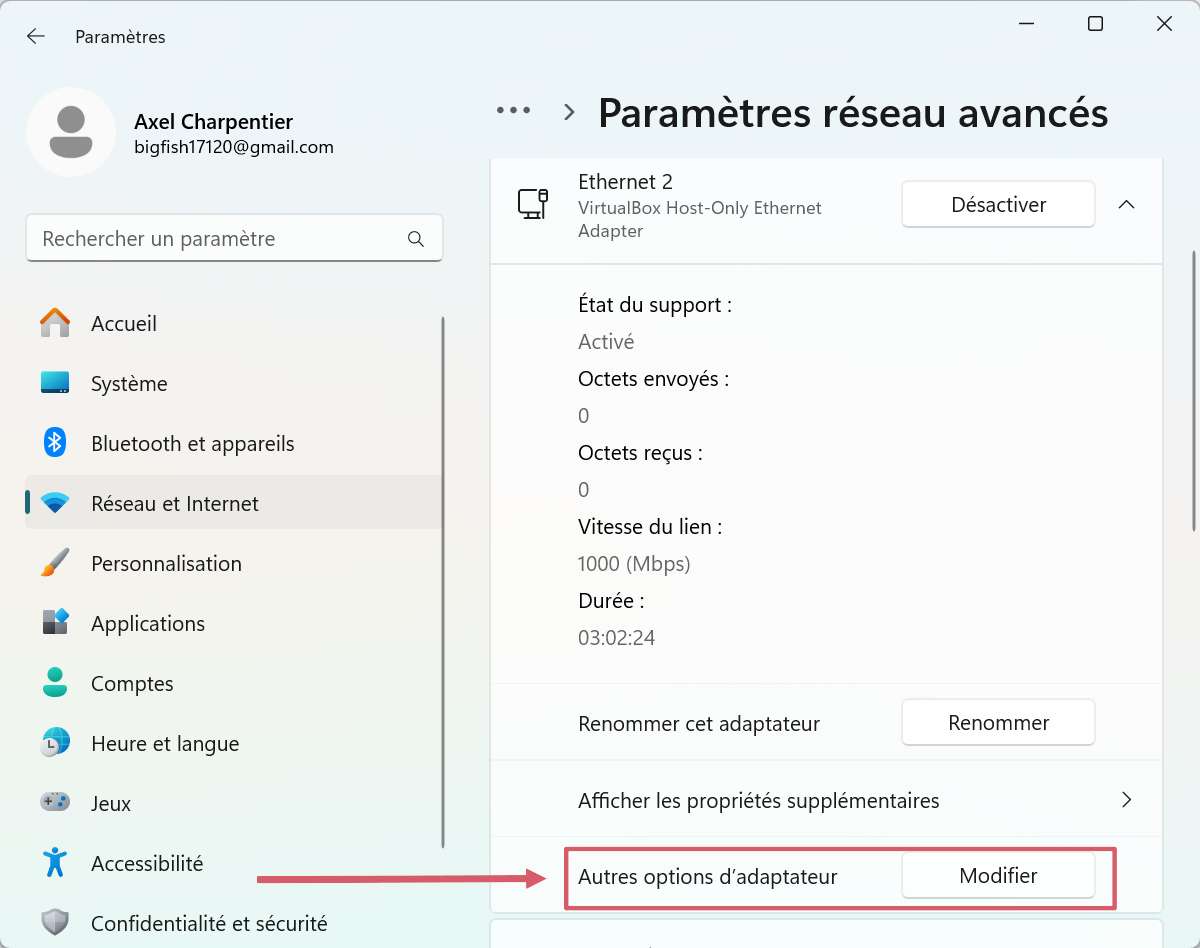 Paramètres
Axel Charpentier
bigfish17120@gmail.com
Rechercher un paramètre
Accueil
Système
Bluetooth et appareils
Réseau et Internet
Personnalisation
Applications
Comptes
Heure et langue
Jeux
Accessibilité
Confidentialité et sécurité
Paramètres réseau avancés
Ethernet 2
VirtualBox Host-Only Ethernet
Adapter
Désactiver
État du support :
Activé
Octets envoyés :
0
Octets reçus :
0
Vitesse du lien :
1000 (Mbps)
Durée :
03:02:24
Renommer cet adaptateur
Renommer
Afficher les propriétés supplémentaires
Autres options d’adaptateur
Modifier